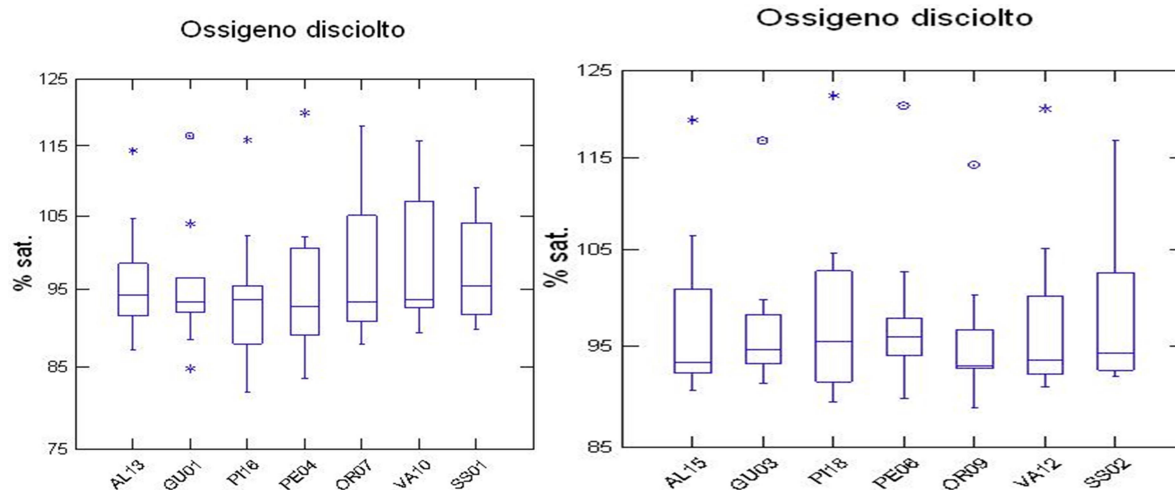 Ossigeno disciolto
125
115
105
95
85
75
% sat.
AL13 GU01 PI16 PE04 OR07 VA10 SS01
Ossigeno disciolto
125
115
105
95
85
% sat.
AL15 GU03 PI18 PE06 OR09 VA12 SS02